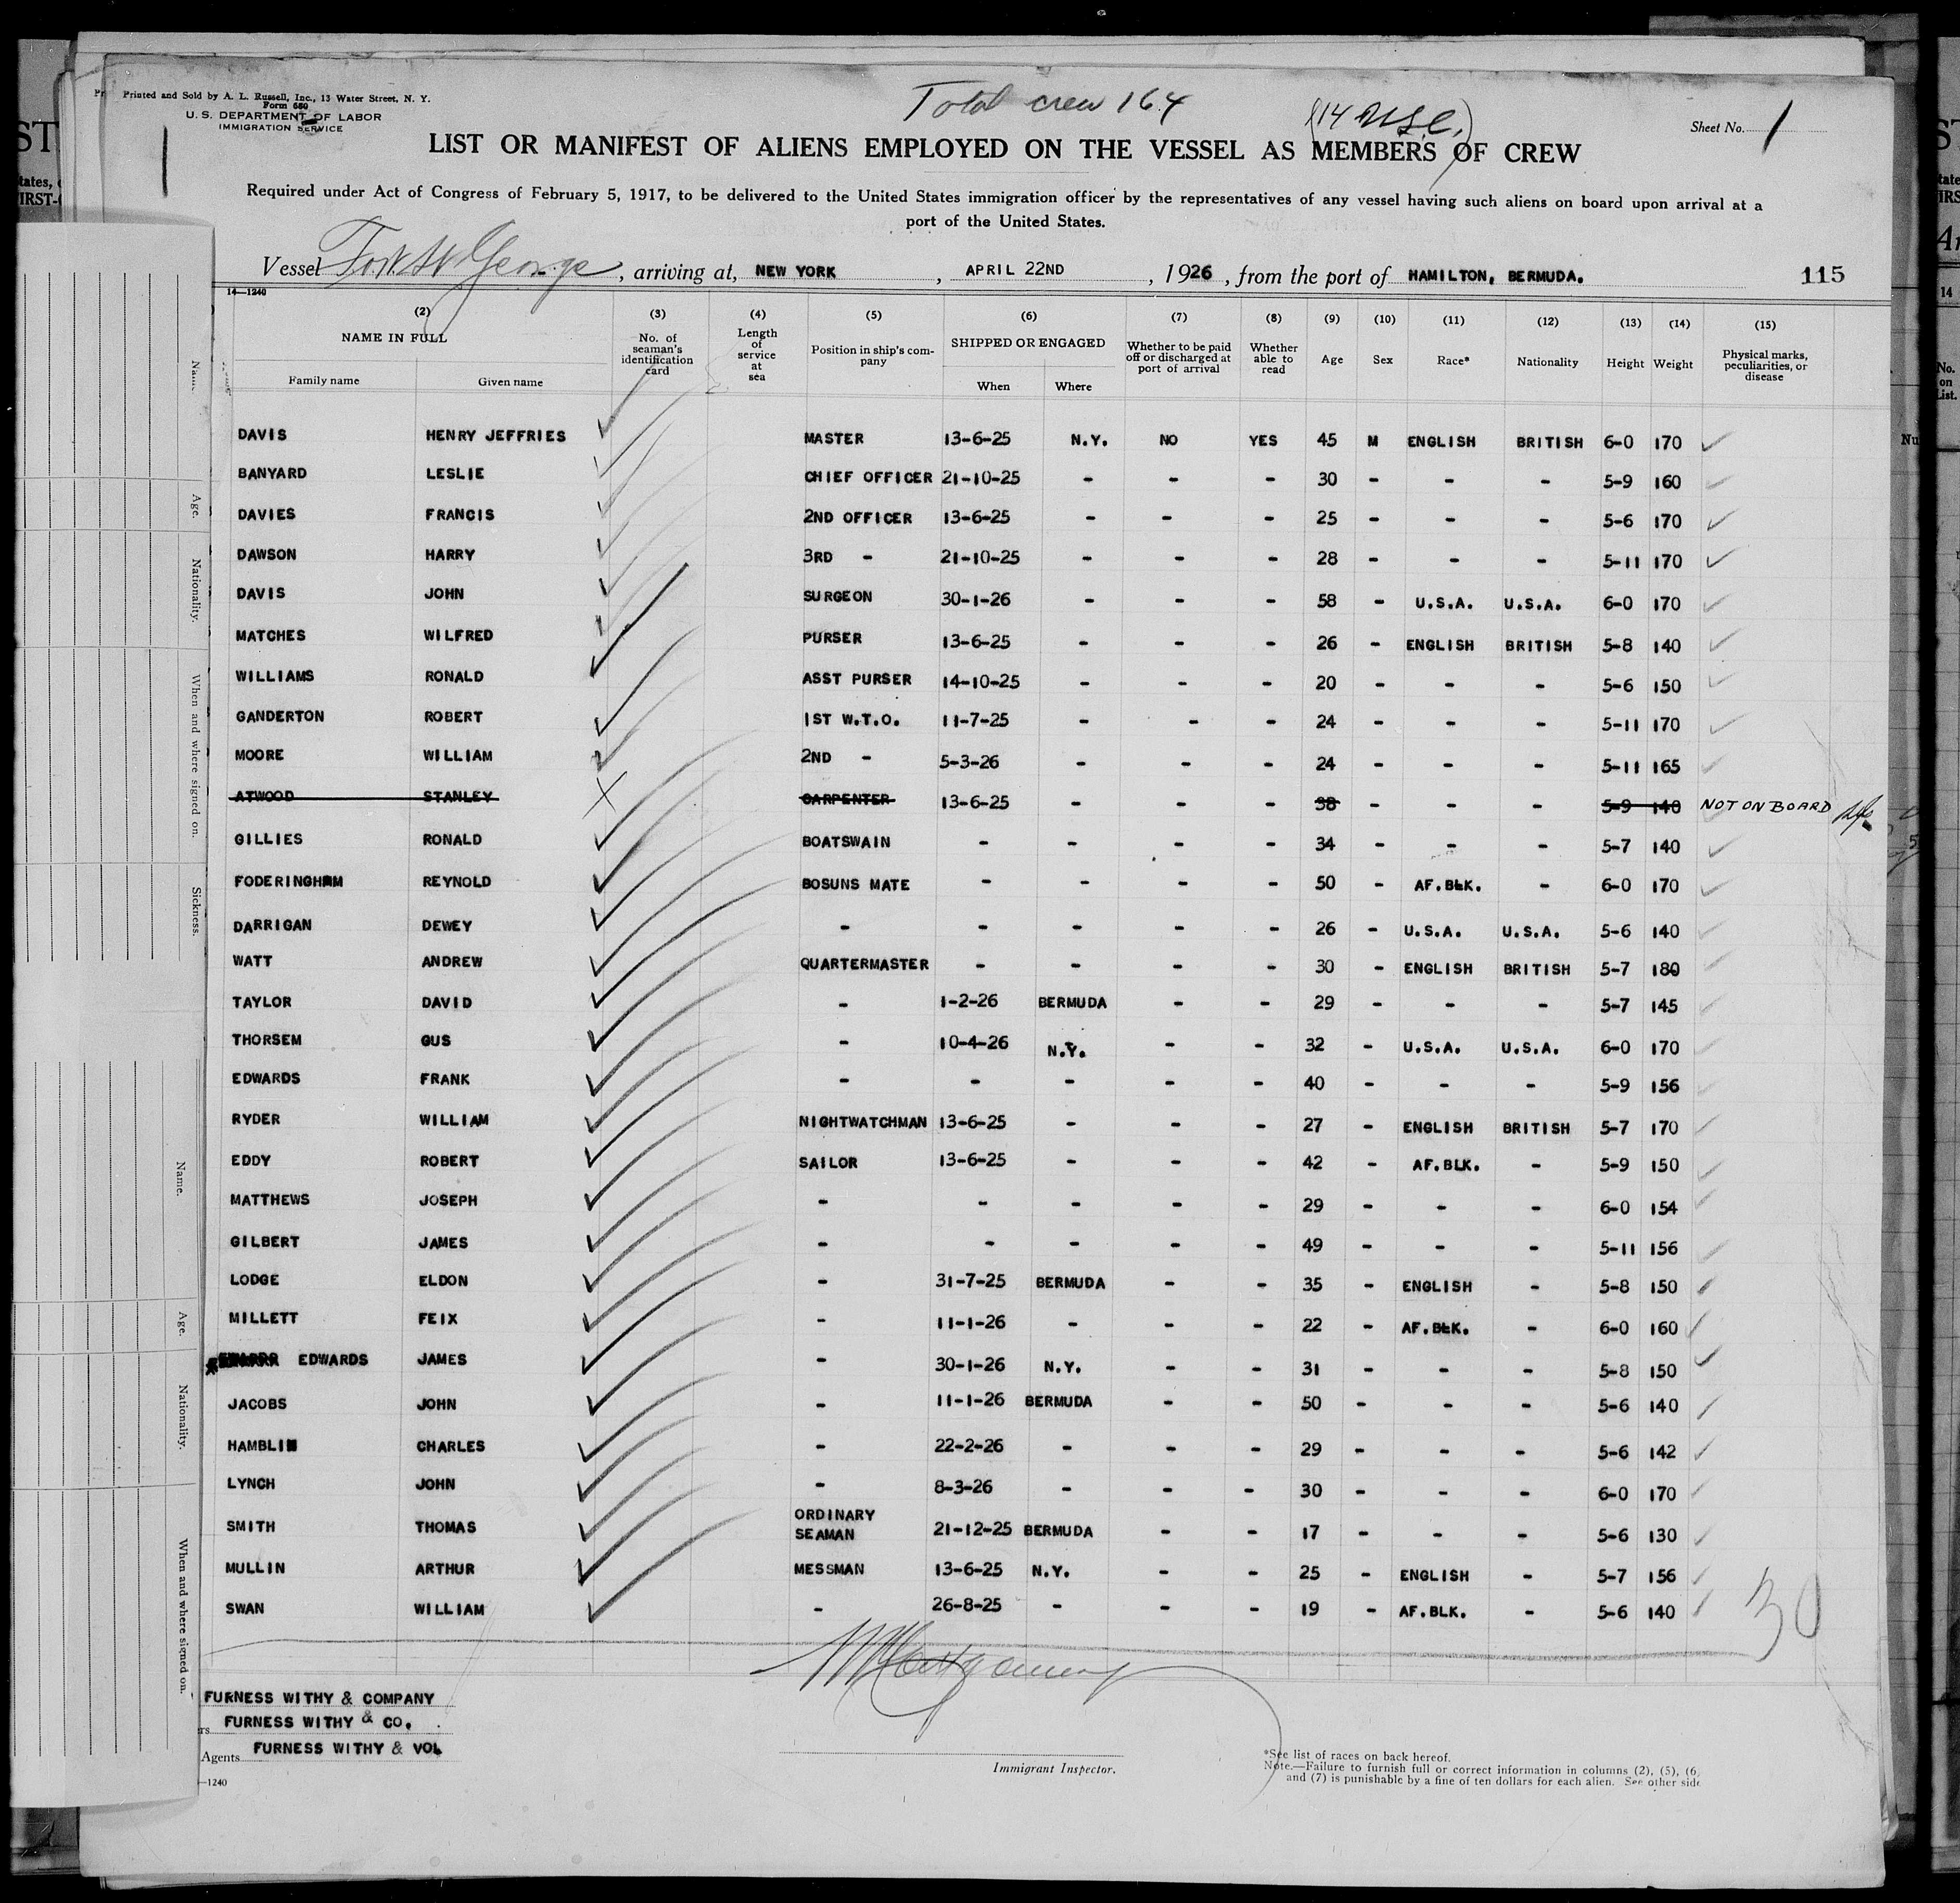 Printed and Sold by A. L. Russell, Inc., 13 Water Street, N. Y.
Form 680
U. S. DEPARTMENT OF LABOR
IMMIGRATION SERVICE
Total crew 164
(14 USC.)
Sheet No. 1
LIST OR MANIFEST OF ALIENS EMPLOYED ON THE VESSEL AS MEMBERS OF CREW
Required under Act of Congress of February 5, 1917, to be delivered to the United States immigration officer by the representatives of any vessel having such aliens on board upon arrival at a
port of the United States.
Vessel Fort St George, arriving at, NEW YORK, APRIL 22ND, 1926, from the port of HAMILTON, BERMUDA. 115
14—1240
(2) NAME IN FULL Family name Given name
(3) No. of seaman's identification card
(4) Length of service at sea
(5) Position in ship's company
(6) SHIPPED OR ENGAGED When Where
(7) Whether to be paid off or discharged at port of arrival
(8) Whether able to read
(9) Age
(10) Sex
(11) Race*
(12) Nationality
(13) Height
(14) Weight
(15) Physical marks, peculiarities, or disease
DAVIS HENRY JEFFRIES MASTER 13-6-25 N.Y. NO YES 45 M ENGLISH BRITISH 6-0 170
BANYARD LESLIE CHIEF OFFICER 21-10-25 - - - 30 - - - 5-9 160
DAVIES FRANCIS 2ND OFFICER 13-6-25 - - - 25 - - - 5-6 170
DAWSON HARRY 3RD - 21-10-25 - - - 28 - - - 5-11 170
DAVIS JOHN SURGEON 30-1-26 - - - 58 - U.S.A. U.S.A. 6-0 170
MATCHES WILFRED PURSER 13-6-25 - - - 26 - ENGLISH BRITISH 5-8 140
WILLIAMS RONALD ASST PURSER 14-10-25 - - - 20 - - - 5-6 150
GANDERTON ROBERT 1ST W.T.O. 11-7-25 - - - 24 - - - 5-11 170
MOORE WILLIAM 2ND - 5-3-26 - - - 24 - - - 5-11 165
ATWOOD STANLEY CARPENTER 13-6-25 - - - 38 - - - 5-9 140 NOT ON BOARD
GILLIES RONALD BOATSWAIN - - - - 34 - - - 5-7 140
FODERINGHAM REYNOLD BOSUNS MATE - - - - 50 - AF.BLK. - 6-0 170
DARRIGAN DEWEY - - - - - 26 - U.S.A. U.S.A. 5-6 140
WATT ANDREW QUARTERMASTER - - - - 30 - ENGLISH BRITISH 5-7 180
TAYLOR DAVID - 1-2-26 BERMUDA - - 29 - - - 5-7 145
THORSEM GUS - 10-4-26 N.Y. - - 32 - U.S.A. U.S.A. 6-0 170
EDWARDS FRANK - - - - - 40 - - - 5-9 156
RYDER WILLIAM NIGHTWATCHMAN 13-6-25 - - - 27 - ENGLISH BRITISH 5-7 170
EDDY ROBERT SAILOR 13-6-25 - - - 42 - AF.BLK. - 5-9 150
MATTHEWS JOSEPH - - - - - 29 - - - 6-0 154
GILBERT JAMES - - - - - 49 - - - 5-11 156
LODGE ELDON - 31-7-25 BERMUDA - - 35 - ENGLISH - 5-8 150
MILLETT FEIX - 11-1-26 - - - 22 - AF.BLK. - 6-0 160
EDWARDS JAMES - 30-1-26 N.Y. - - 31 - - - 5-8 150
JACOBS JOHN - 11-1-26 BERMUDA - - 50 - - - 5-6 140
HAMBLIN CHARLES - 22-2-26 - - - 29 - - - 5-6 142
LYNCH JOHN - 8-3-26 - - - 30 - - - 6-0 170
SMITH THOMAS ORDINARY SEAMAN 21-12-25 BERMUDA - - 17 - - - 5-6 130
MULLIN ARTHUR MESSMAN 13-6-25 N.Y. - - 25 - ENGLISH - 5-7 156
SWAN WILLIAM - 26-8-25 - - - 19 - AF.BLK. - 5-6 140
30
FURNESS WITHY & COMPANY
FURNESS WITHY & CO.
Agents FURNESS WITHY & VOL
—1240
Immigrant Inspector.
*See list of races on back hereof.
Note.—Failure to furnish full or correct information in columns (2), (5), (6,
and (7) is punishable by a fine of ten dollars for each alien. See other side
Age.
Nationality.
When and where signed on.
Sickness.
Name.
Age.
Nationality.
When and where signed on.